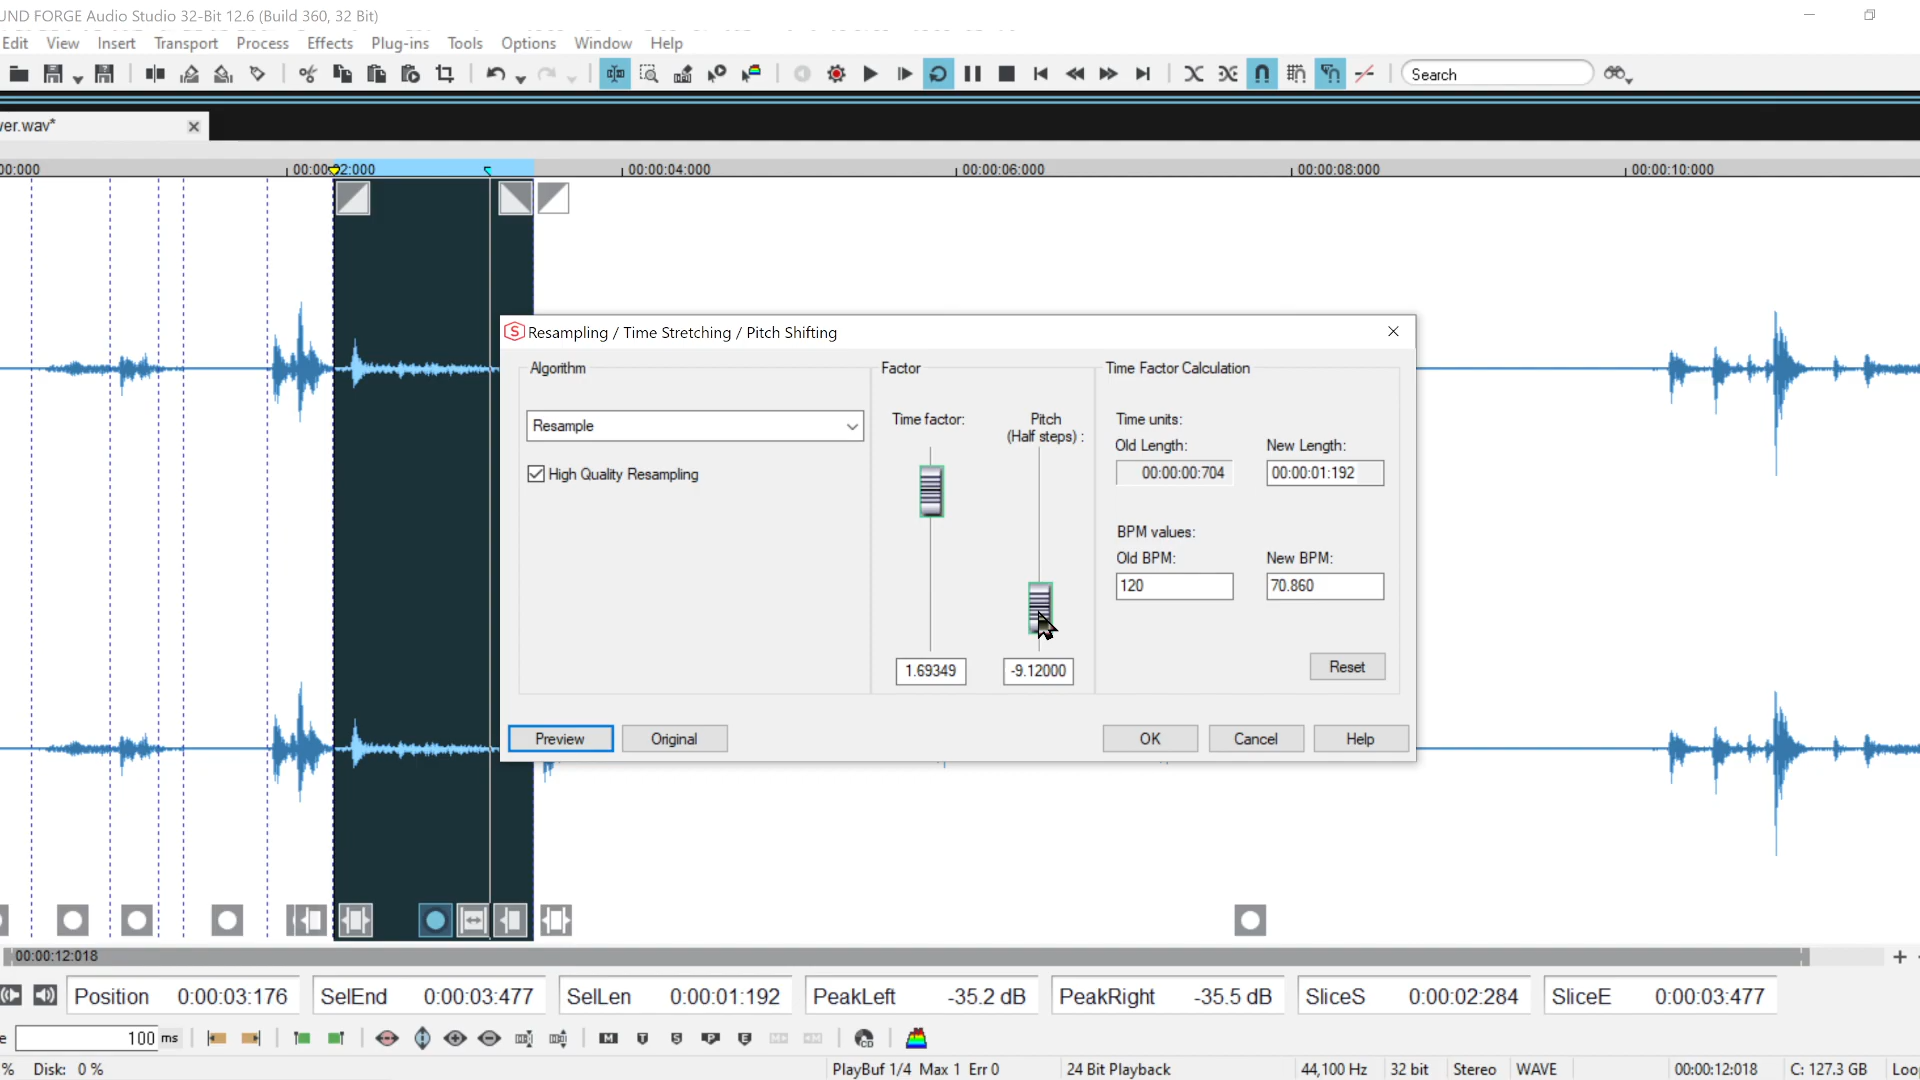 UND FORGE Audio Studio 32-Bit 12.6 (Build 360, 32 Bit)
Edit View Insert Transport Process Effects Plug-ins Tools Options Window Help
Search
ver.wav*
00:000 00:00:02:000 00:00:04:000 00:00:06:000 00:00:08:000 00:00:10:000
Resampling / Time Stretching / Pitch Shifting
Algorithm
Resample
High Quality Resampling
Factor
Time factor:
Pitch
(Half steps) :
1.69349
-9.12000
Time Factor Calculation
Time units:
Old Length: New Length:
00:00:00:704 00:00:01:192
BPM values:
Old BPM: New BPM:
120 70.860
Reset
Preview Original OK Cancel Help
00:00:12:018
Position 0:00:03:176 SelEnd 0:00:03:477 SelLen 0:00:01:192 PeakLeft -35.2 dB PeakRight -35.5 dB SliceS 0:00:02:284 SliceE 0:00:03:477
e 100 ms M T S P E CD
% Disk: 0 % PlayBuf 1/4 Max 1 Err 0 24 Bit Playback 44,100 Hz 32 bit Stereo WAVE 00:00:12:018 C: 127.3 GB Loo